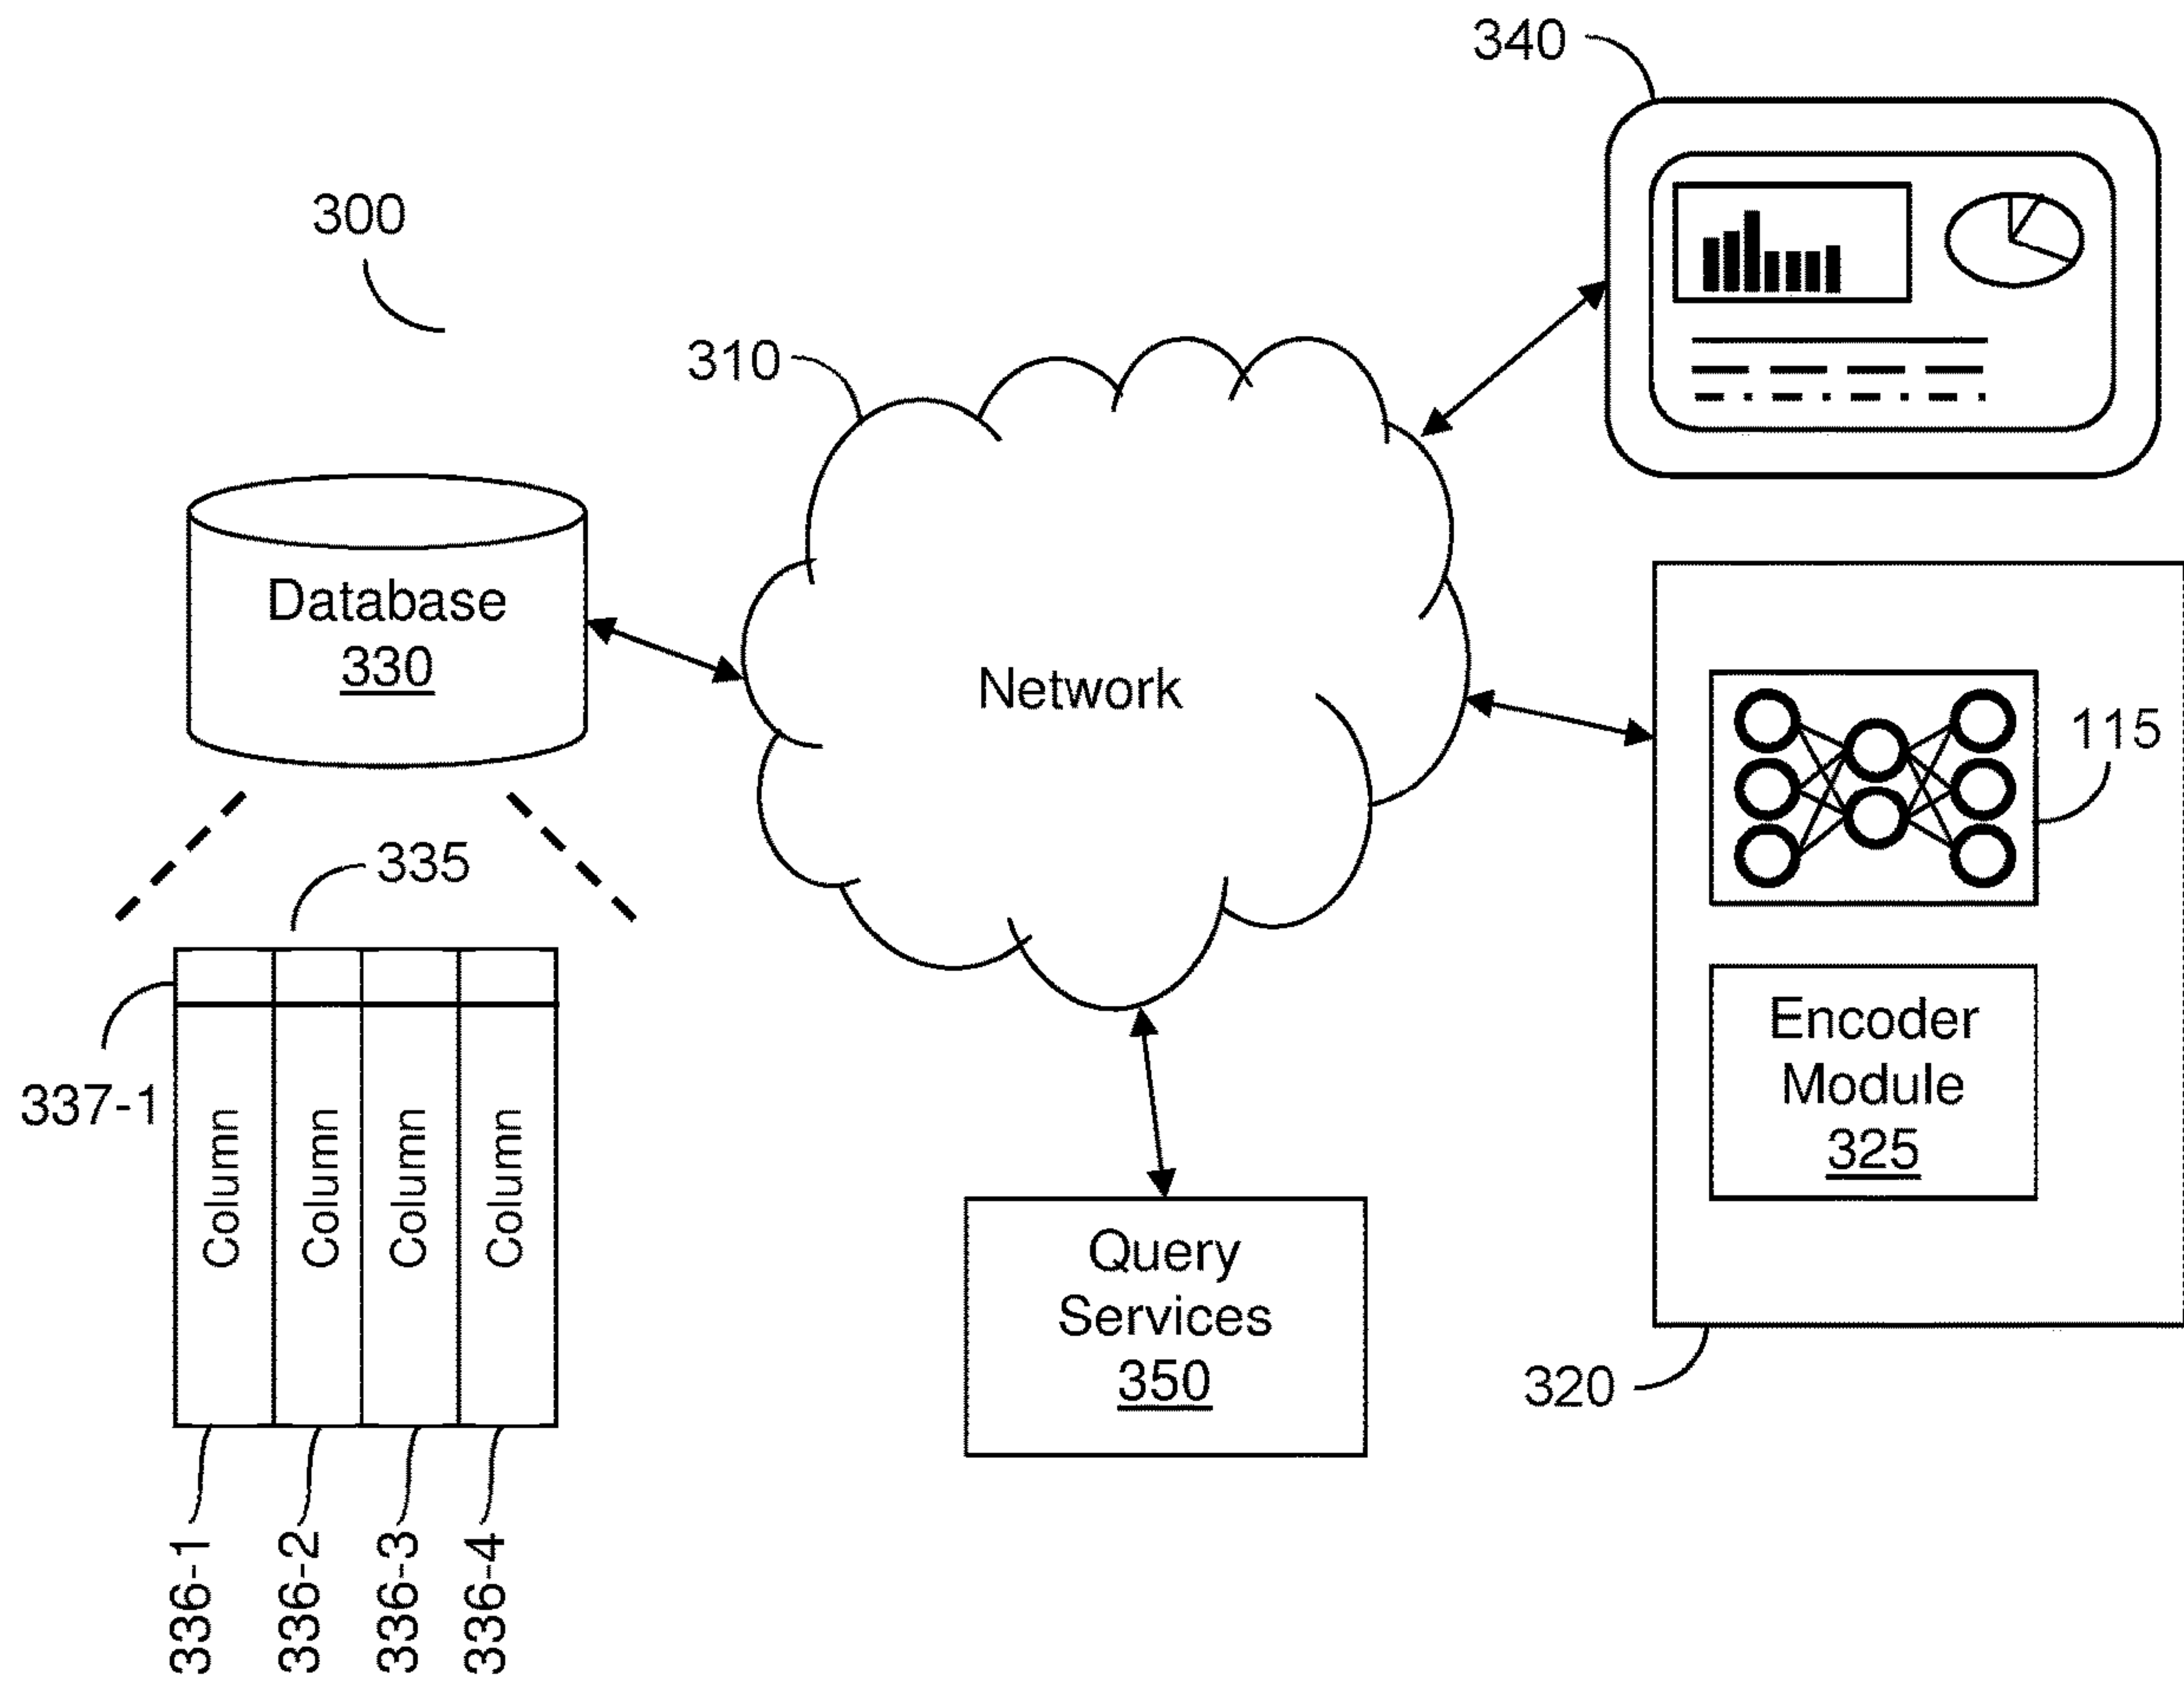 340
300
310
Database
330
Network
115
335
Encoder
Module
325
337-1
Column
Column
Column
Column
Query
Services
350
320
336-1
336-2
336-3
336-4